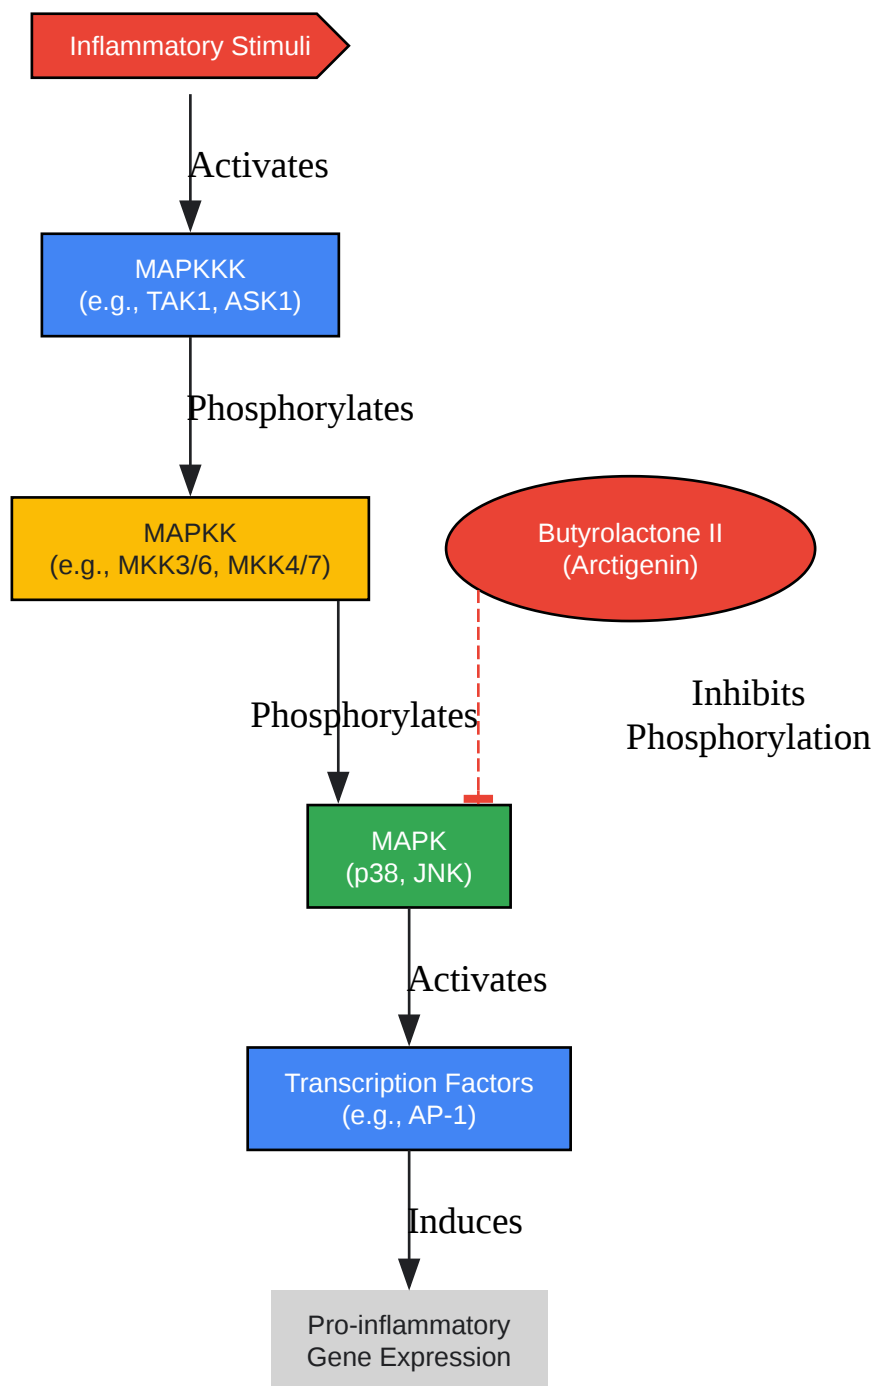 Inflammatory Stimuli
Activates
MAPKKK
(e.g., TAK1, ASK1)
Phosphorylates
MAPKK
(e.g., MKK3/6, MKK4/7)
Butyrolactone II
(Arctigenin)
Phosphorylates
Inhibits
Phosphorylation
MAPK
(p38, JNK)
Activates
Transcription Factors
(e.g., AP-1)
Induces
Pro-inflammatory
Gene Expression